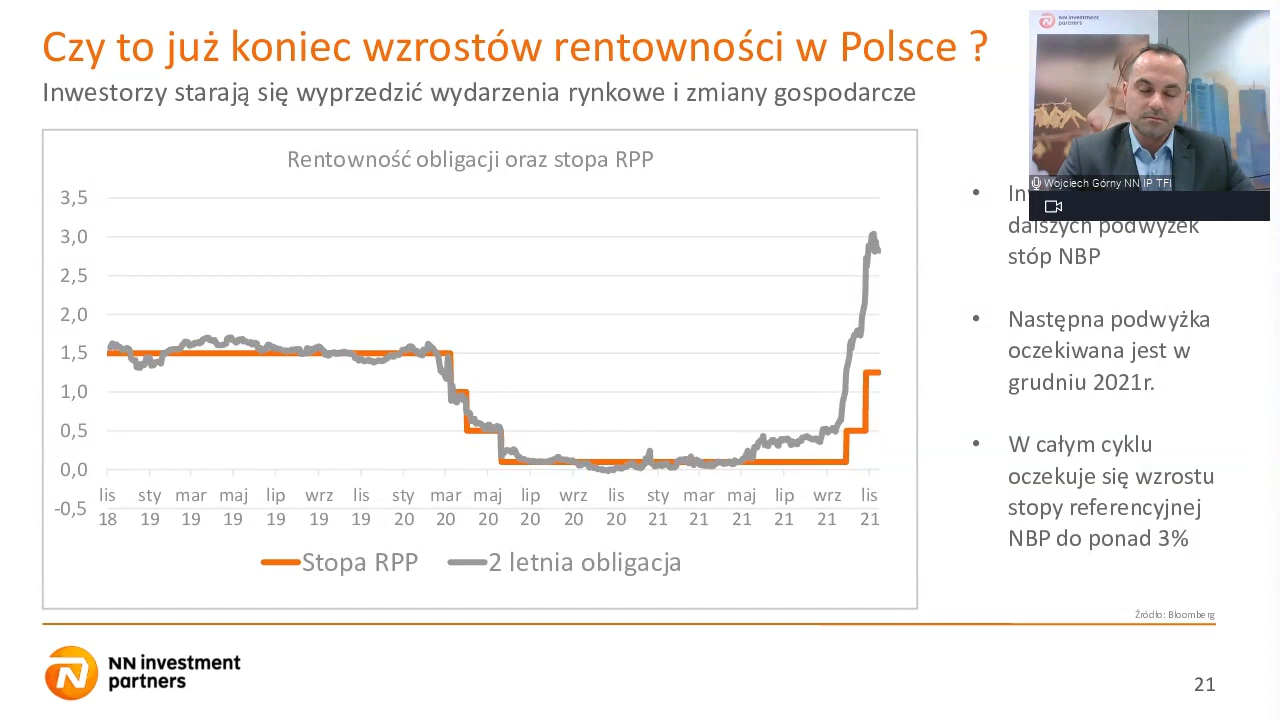 Czy to już koniec wzrostów rentowności w Polsce ?
Inwestorzy starają się wyprzedzić wydarzenia rynkowe i zmiany gospodarcze
Rentowność obligacji oraz stopa RPP
3,5
3,0
2,5
2,0
1,5
1,0
0,5
0,0
-0,5
lis sty mar maj lip wrz lis sty mar maj lip wrz lis sty mar maj lip wrz lis
18 19 19 19 19 19 19 20 20 20 20 20 20 21 21 21 21 21 21
Stopa RPP 2 letnia obligacja
NN investment
partners
Wojciech Górny NN IP TFI
dalszych podwyżek
stóp NBP
• Następna podwyżka
oczekiwana jest w
grudniu 2021r.
• W całym cyklu
oczekuje się wzrostu
stopy referencyjnej
NBP do ponad 3%
Źródło: Bloomberg
NN investment
partners
21